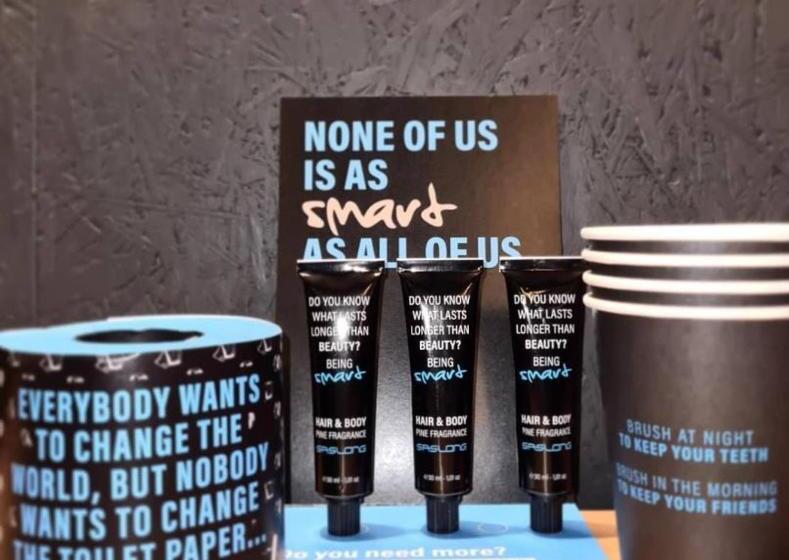 NONE OF US
IS AS
smart
AS ALL OF US
DO YOU KNOW
WHAT LASTS
LONGER THAN
BEAUTY?
BEING
smart
HAIR & BODY
PINE FRAGRANCE
DO YOU KNOW
WHAT LASTS
LONGER THAN
BEAUTY?
BEING
smart
HAIR & BODY
PINE FRAGRANCE
DO YOU KNOW
WHAT LASTS
LONGER THAN
BEAUTY?
BEING
smart
HAIR & BODY
PINE FRAGRANCE
EVERYBODY WANTS
TO CHANGE THE
WORLD, BUT NOBODY
WANTS TO CHANGE
THE TOILET PAPER...
BRUSH AT NIGHT
TO KEEP YOUR TEETH
BRUSH IN THE MORNING
TO KEEP YOUR FRIENDS
Do you need more?